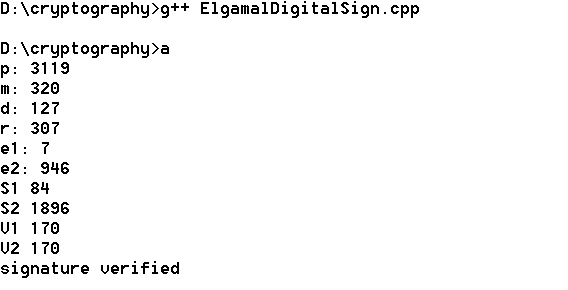 D:\cryptography>g++ ElgamalDigitalSign.cpp
D:\cryptography>a
p: 3119
m: 320
d: 127
r: 307
e1: 7
e2: 946
S1 84
S2 1896
V1 170
V2 170
signature verified